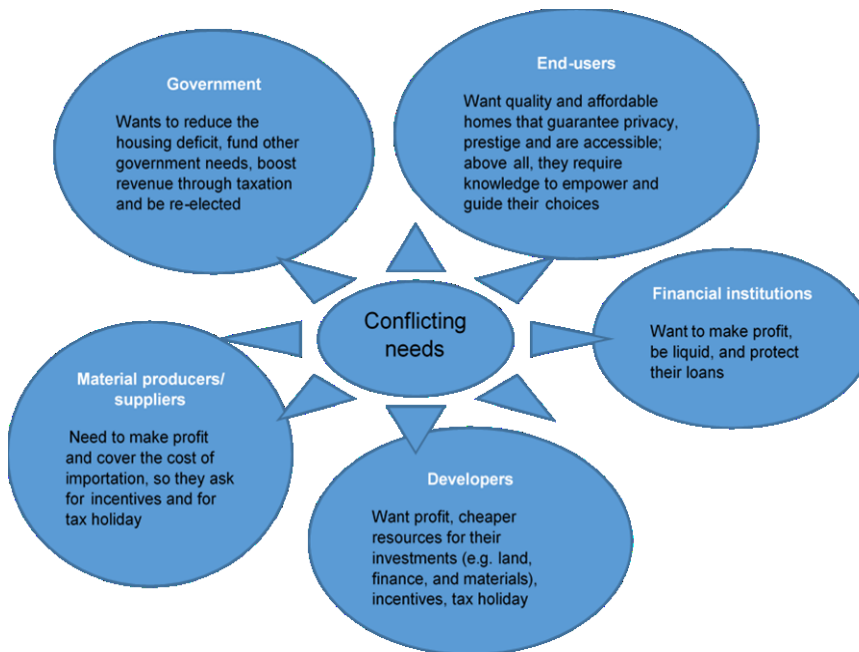 Government
Wants to reduce the
housing deficit, fund other
government needs, boost
revenue through taxation
and be re-elected
End-users
Want quality and affordable
homes that guarantee privacy,
prestige and are accessible;
above all, they require
knowledge to empower and
guide their choices
Conflicting
needs
Financial institutions
Want to make profit,
be liquid, and protect
their loans
Material producers/
suppliers
Need to make profit
and cover the cost of
importation, so they ask
for incentives and for
tax holiday
Developers
Want profit, cheaper
resources for their
investments (e.g. land,
finance, and materials),
incentives, tax holiday